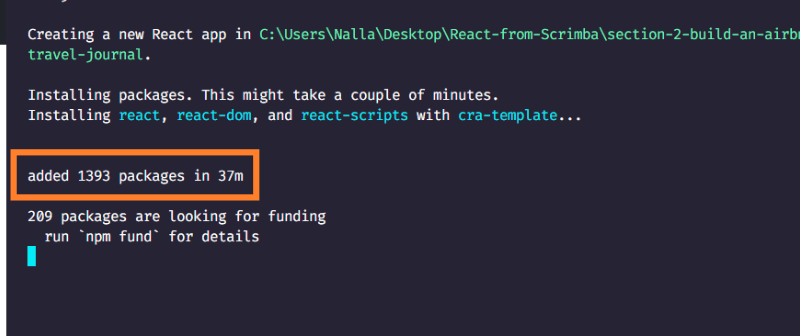 Creating a new React app in C:\Users\Nalla\Desktop\React-from-Scrimba\section-2-build-an-airbn
travel-journal.
Installing packages. This might take a couple of minutes.
Installing react, react-dom, and react-scripts with cra-template...
added 1393 packages in 37m
209 packages are looking for funding
run `npm fund` for details